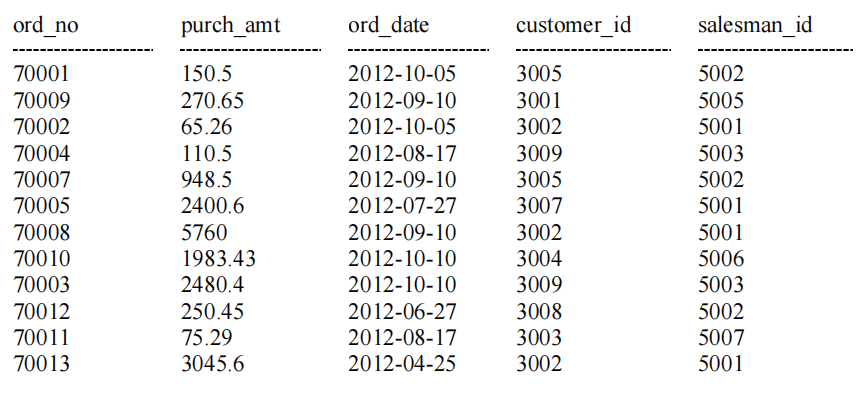 ord_no purch_amt ord_date customer_id salesman_id
---------- ---------- ---------- ----------- -----------
70001 150.5 2012-10-05 3005 5002
70009 270.65 2012-09-10 3001 5005
70002 65.26 2012-10-05 3002 5001
70004 110.5 2012-08-17 3009 5003
70007 948.5 2012-09-10 3005 5002
70005 2400.6 2012-07-27 3007 5001
70008 5760 2012-09-10 3002 5001
70010 1983.43 2012-10-10 3004 5006
70003 2480.4 2012-10-10 3009 5003
70012 250.45 2012-06-27 3008 5002
70011 75.29 2012-08-17 3003 5007
70013 3045.6 2012-04-25 3002 5001